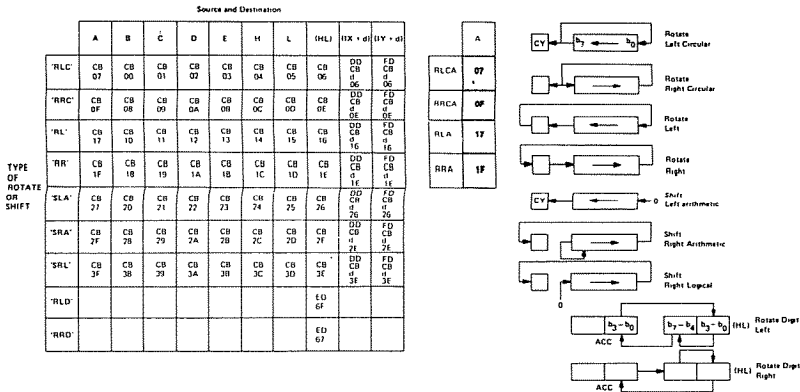 Source and Destination
A B C D E H L (HL) (IX + d) (IY + d)
'RLC' CB 07 CB 00 CB 01 CB 02 CB 03 CB 04 CB 05 CB 06 DD CB d 06 FD CB d 06
'RRC' CB 0F CB 08 CB 09 CB 0A CB 0B CB 0C CB 0D CB 0E DD CB d 0E FD CB d 0E
'RL' CB 17 CB 10 CB 11 CB 12 CB 13 CB 14 CB 15 CB 16 DD CB d 16 FD CB d 16
'RR' CB 1F CB 18 CB 19 CB 1A CB 1B CB 1C CB 1D CB 1E DD CB d 1E FD CB d 1E
'SLA' CB 27 CB 20 CB 21 CB 22 CB 23 CB 24 CB 25 CB 26 DD CB d 26 FD CB d 26
'SRA' CB 2F CB 28 CB 29 CB 2A CB 2B CB 2C CB 2D CB 2E DD CB d 2E FD CB d 2E
'SRL' CB 3F CB 38 CB 39 CB 3A CB 3B CB 3C CB 3D CB 3E DD CB d 3E FD CB d 3E
'RLD' ED 6F
'RRD' ED 67
TYPE
OF
ROTATE
OR
SHIFT
A
RLCA 07
RRCA 0F
RLA 17
RRA 1F
CY b7 b0 Rotate
Left Circular
Rotate
Right Circular
Rotate
Left
Rotate
Right
CY 0 Shift
Left arithmetic
Shift
Right Arithmetic
Shift
Right Logical
0
b3-b0 b7-b4 b3-b0 (HL) Rotate Digit
Left
ACC
(HL) Rotate Digit
Right
ACC